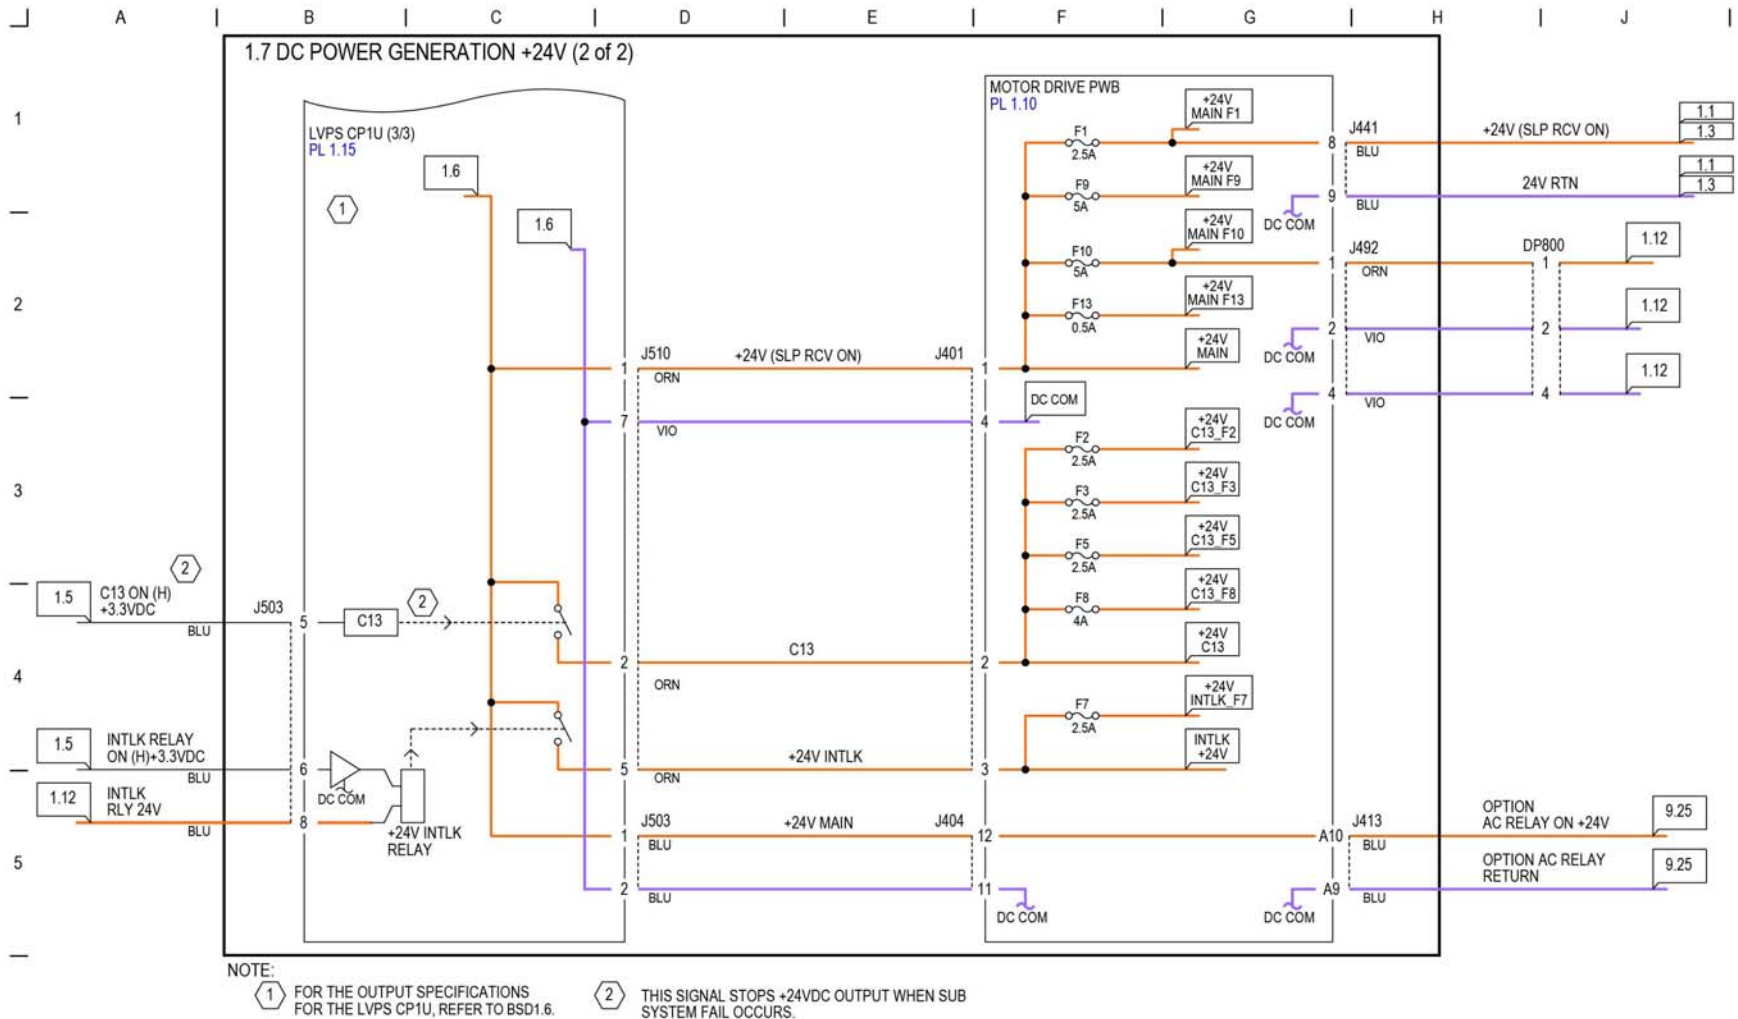 A B C D E F G H J
1.7 DC POWER GENERATION +24V (2 of 2)
1
LVPS CP1U (3/3)
PL 1.15
1.6
1
1.6
MOTOR DRIVE PWB
PL 1.10
+24V
MAIN F1
F1
2.5A
8
J441
BLU
+24V (SLP RCV ON)
1.1
1.3
+24V
MAIN F9
F9
5A
9
BLU
DC COM
24V RTN
1.1
1.3
+24V
MAIN F10
F10
5A
1
J492
ORN
DP800
1
1.12
2
+24V
MAIN F13
F13
0.5A
2
VIO
DC COM
2
1.12
+24V
MAIN
1
J510
ORN
+24V (SLP RCV ON)
J401
1
4
VIO
DC COM
4
1.12
7
VIO
4
DC COM
3
+24V
C13_F2
F2
2.5A
+24V
C13_F3
F3
2.5A
+24V
C13_F5
F5
2.5A
+24V
C13_F8
F8
4A
+24V
C13
2
1.5
C13 ON (H)
+3.3VDC
BLU
J503
5
C13
2
2
ORN
C13
2
4
+24V
INTLK_F7
F7
2.5A
INTLK
+24V
1.5
INTLK RELAY
ON (H)+3.3VDC
BLU
6
DC COM
5
ORN
+24V INTLK
3
1.12
INTLK
RLY 24V
BLU
8
+24V INTLK
RELAY
5
1
J503
BLU
+24V MAIN
J404
12
A10
J413
BLU
OPTION
AC RELAY ON +24V
9.25
2
BLU
11
DC COM
A9
BLU
DC COM
OPTION AC RELAY
RETURN
9.25
NOTE:
1
FOR THE OUTPUT SPECIFICATIONS
FOR THE LVPS CP1U, REFER TO BSD1.6.
2
THIS SIGNAL STOPS +24VDC OUTPUT WHEN SUB
SYSTEM FAIL OCCURS.